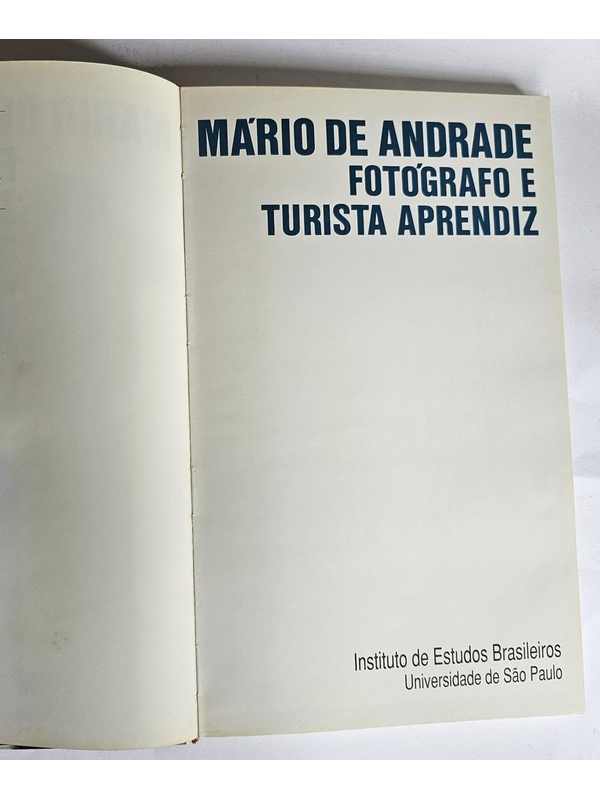 MÁRIO DE ANDRADE
FOTÓGRAFO E
TURISTA APRENDIZ
Instituto de Estudos Brasileiros
Universidade de São Paulo